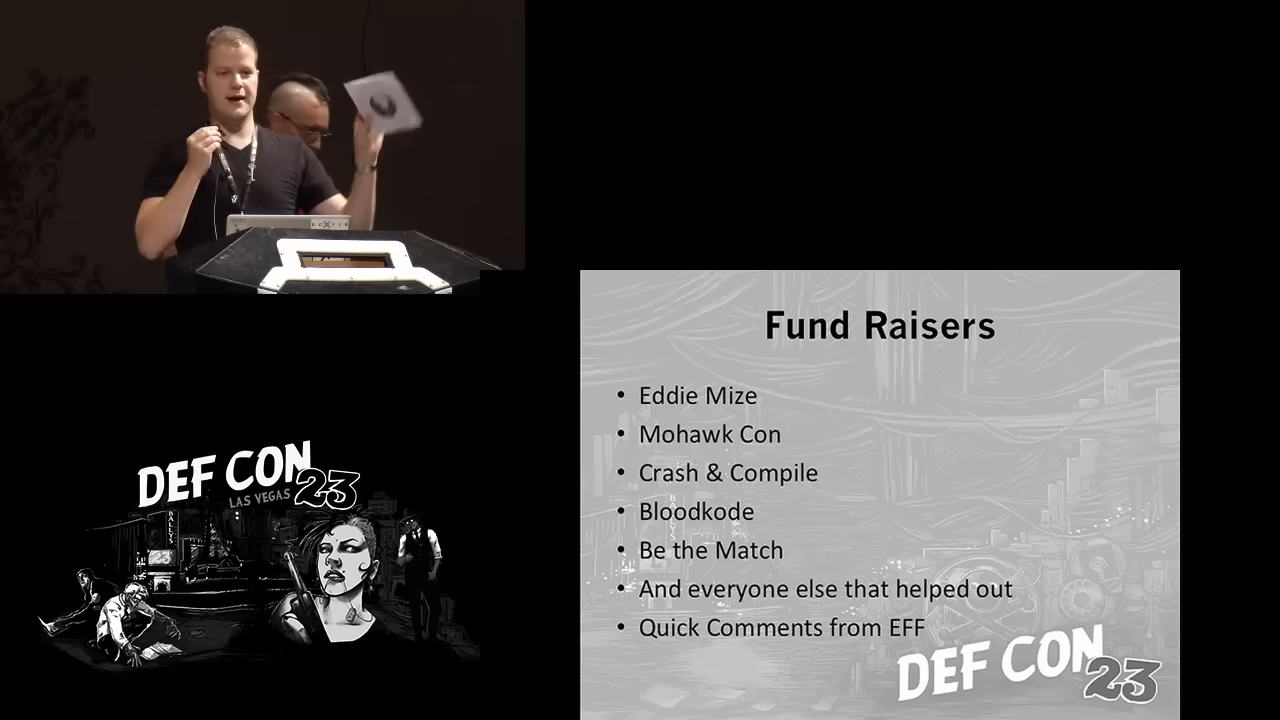 Fund Raisers
• Eddie Mize
• Mohawk Con
• Crash & Compile
• Bloodkode
• Be the Match
• And everyone else that helped out
• Quick Comments from EFF
DEF CON 23
DEF CON
LAS VEGAS 23
BALLYS